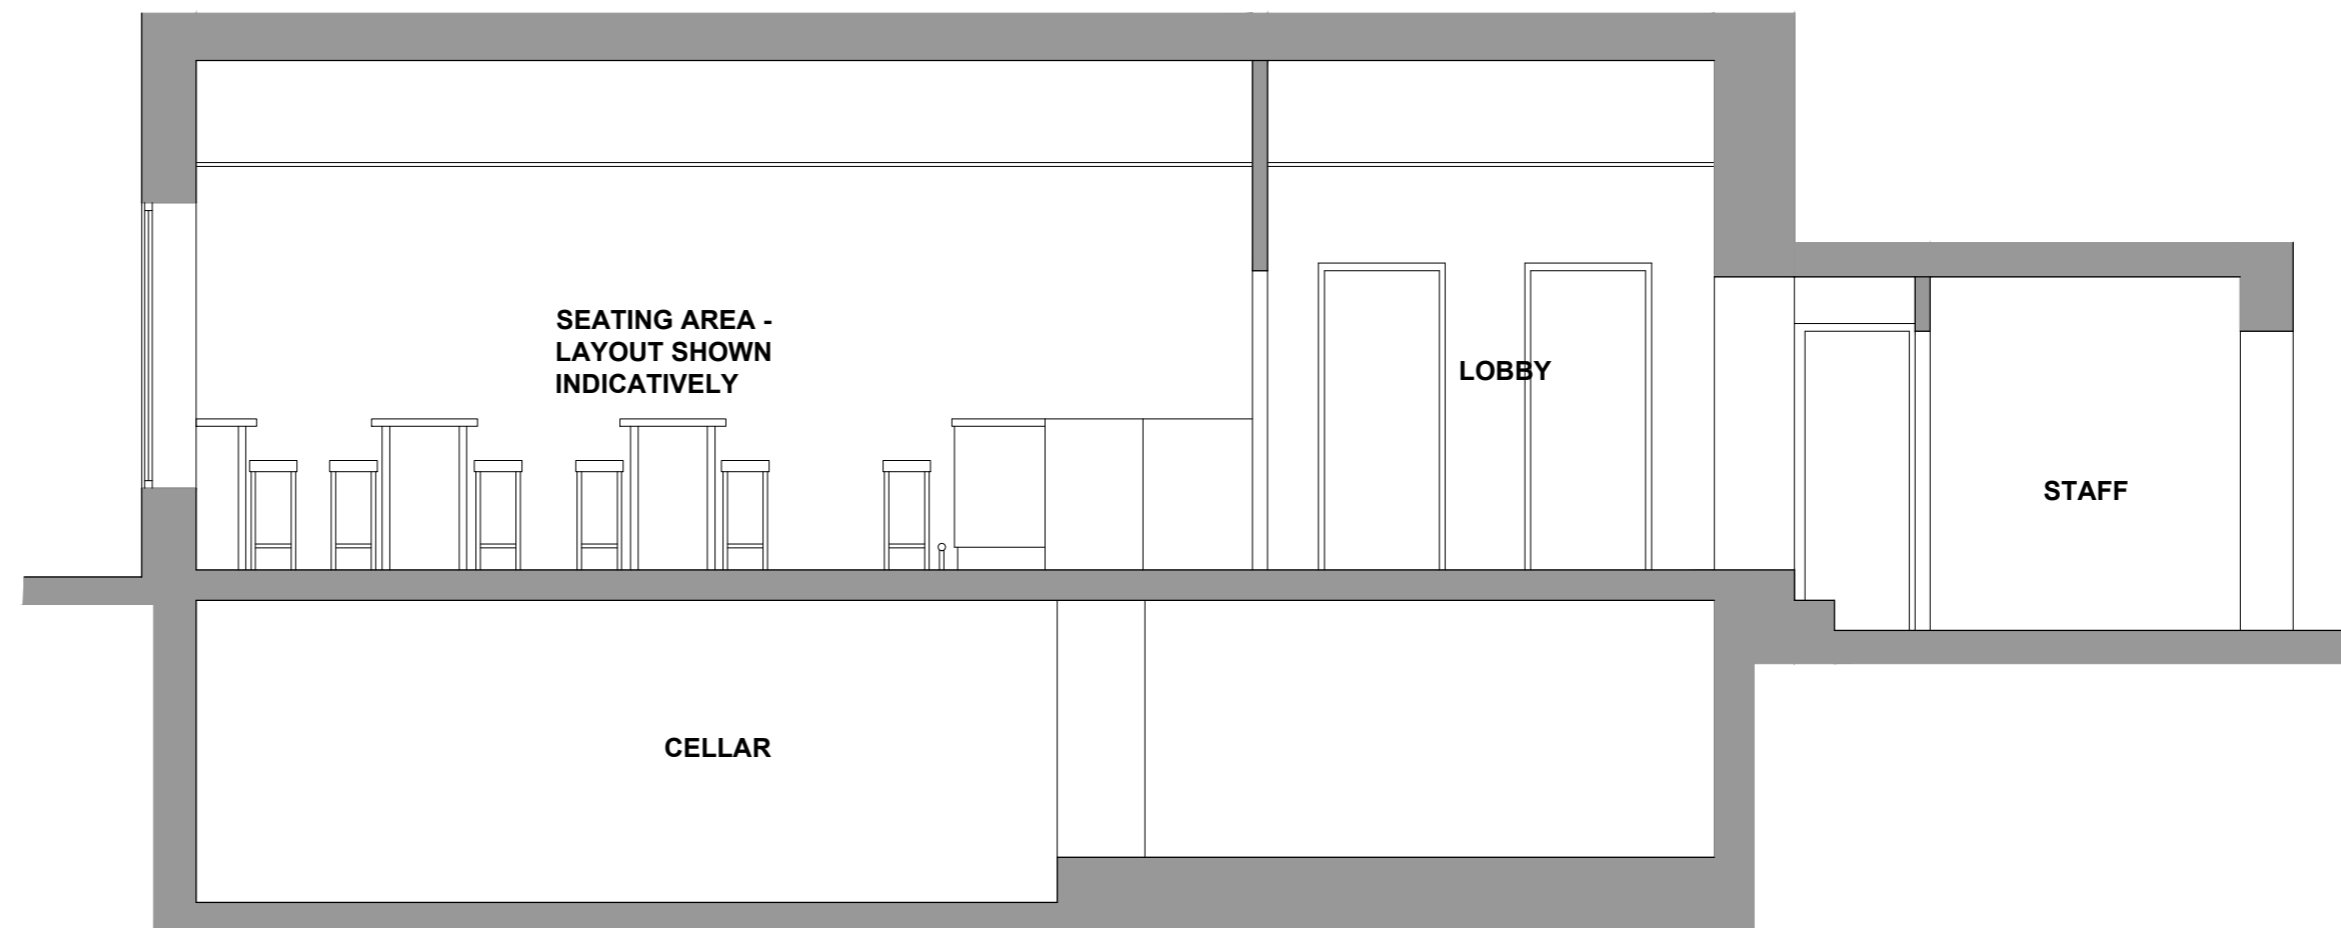 SEATING AREA -
LAYOUT SHOWN
INDICATIVELY
LOBBY
STAFF
CELLAR